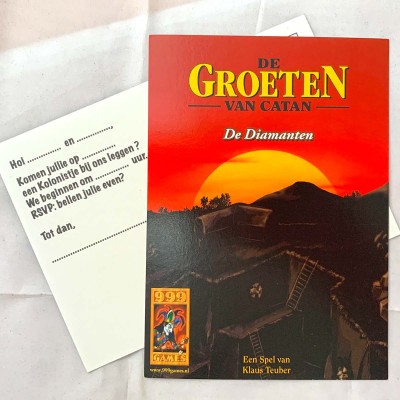 DE
GROETEN
VAN CATAN
De Diamanten
Hoi .............. en ..............,
Komen jullie op ..............
een Kolonistje bij ons leggen ?
We beginnen om .............. uur.
RSVP: bellen julie even?
Tot dan,
999
GAMES
www.999games.nl
Een Spel van
Klaus Teuber